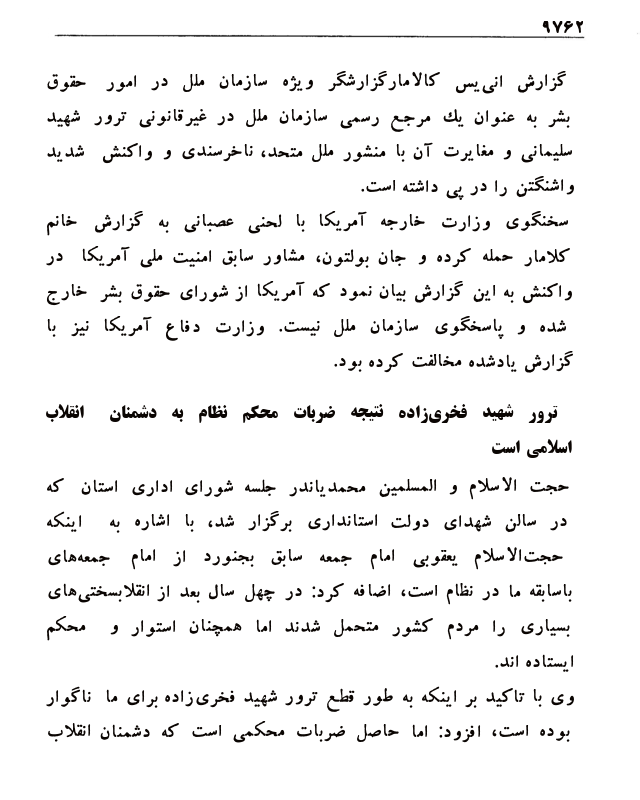 ۹۷۶۲
گزارش انی‌یس کالامارگزارشگر ویژه سازمان ملل در امور حقوق
بشر به عنوان یك مرجع رسمی سازمان ملل در غیرقانونی ترور شهید
سلیمانی و مغایرت آن با منشور ملل متحد، ناخرسندی و واکنش شدید
واشنگتن را در پی داشته است.
سخنگوی وزارت خارجه آمریکا با لحنی عصبانی به گزارش خانم
کلامار حمله کرده و جان بولتون، مشاور سابق امنیت ملی آمریکا در
واکنش به این گزارش بیان نمود که آمریکا از شورای حقوق بشر خارج
شده و پاسخگوی سازمان ملل نیست. وزارت دفاع آمریکا نیز با
گزارش یادشده مخالفت کرده بود.
ترور شهید فخری‌زاده نتیجه ضربات محکم نظام به دشمنان انقلاب
اسلامی است
حجت الاسلام و المسلمین محمدیاندر جلسه شورای اداری استان که
در سالن شهدای دولت استانداری برگزار شد، با اشاره به اینکه
حجت‌الاسلام یعقوبی امام جمعه سابق بجنورد از امام جمعه‌های
باسابقه ما در نظام است، اضافه کرد: در چهل سال بعد از انقلابسختی‌های
بسیاری را مردم کشور متحمل شدند اما همچنان استوار و محکم
ایستاده اند.
وی با تاکید بر اینکه به طور قطع ترور شهید فخری‌زاده برای ما ناگوار
بوده است، افزود: اما حاصل ضربات محکمی است که دشمنان انقلاب